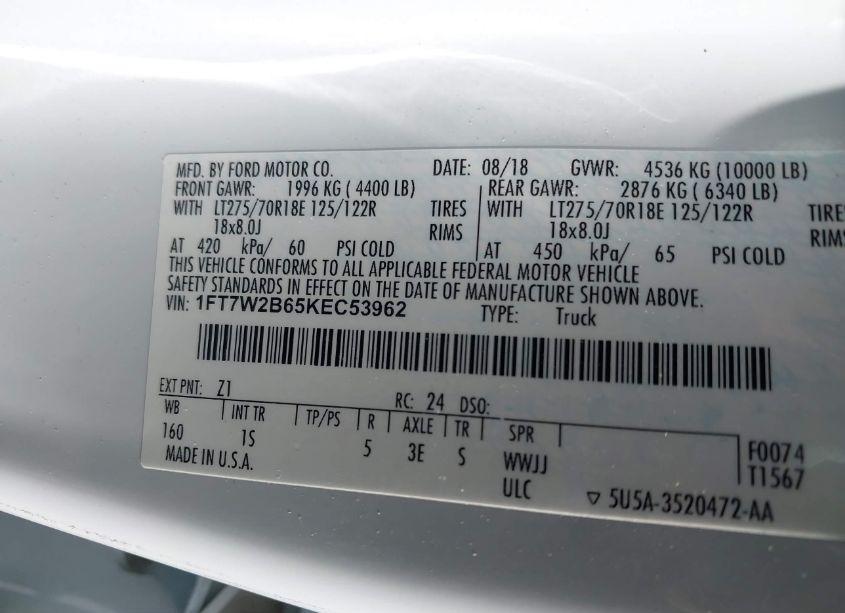 MFD. BY FORD MOTOR CO. DATE: 08/18 GVWR: 4536 KG (10000 LB)
FRONT GAWR: 1996 KG ( 4400 LB) REAR GAWR: 2876 KG ( 6340 LB)
WITH LT275/70R18E 125/122R TIRES WITH LT275/70R18E 125/122R TIRE
18x8.0J RIMS 18x8.0J RIM
AT 420 kPa/ 60 PSI COLD AT 450 kPa/ 65 PSI COLD
THIS VEHICLE CONFORMS TO ALL APPLICABLE FEDERAL MOTOR VEHICLE
SAFETY STANDARDS IN EFFECT ON THE DATE OF MANUFACTURE SHOWN ABOVE.
VIN: 1FT7W2B65KEC53962 TYPE: Truck
EXT PNT: Z1 RC: 24 DSO:
WB INT TR TP/PS R AXLE TR SPR
160 1S 5 3E S WWJJ F0074
MADE IN U.S.A. ULC T1567
▽ 5U5A-3520472-AA